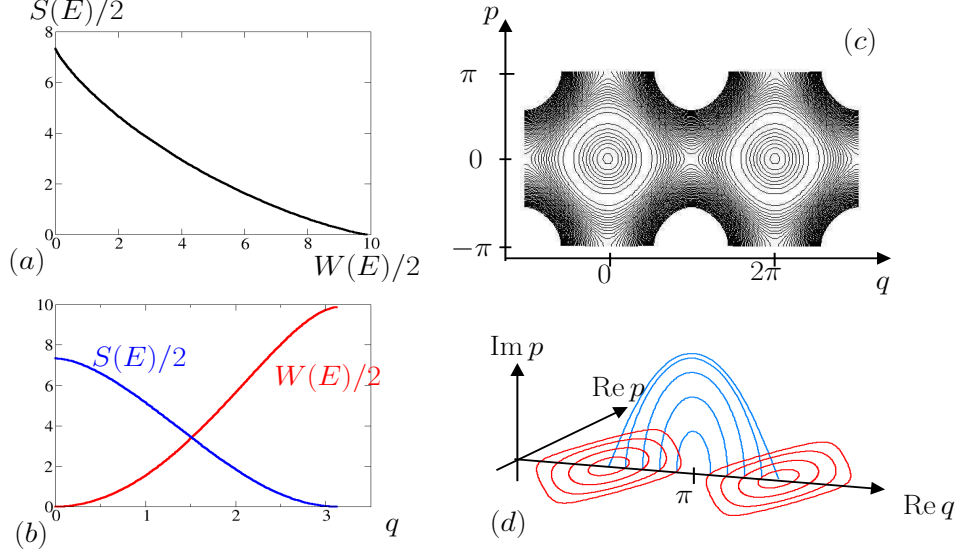 S(E)/2
8
6
4
2
0
0 2 4 6 8 10
(a)
W(E)/2
10
8
6
4
2
0
S(E)/2
W(E)/2
0 1 2 3
(b)
q
p
(c)
π
0
−π
0
2π
q
Im p
Re p
π
Re q
(d)